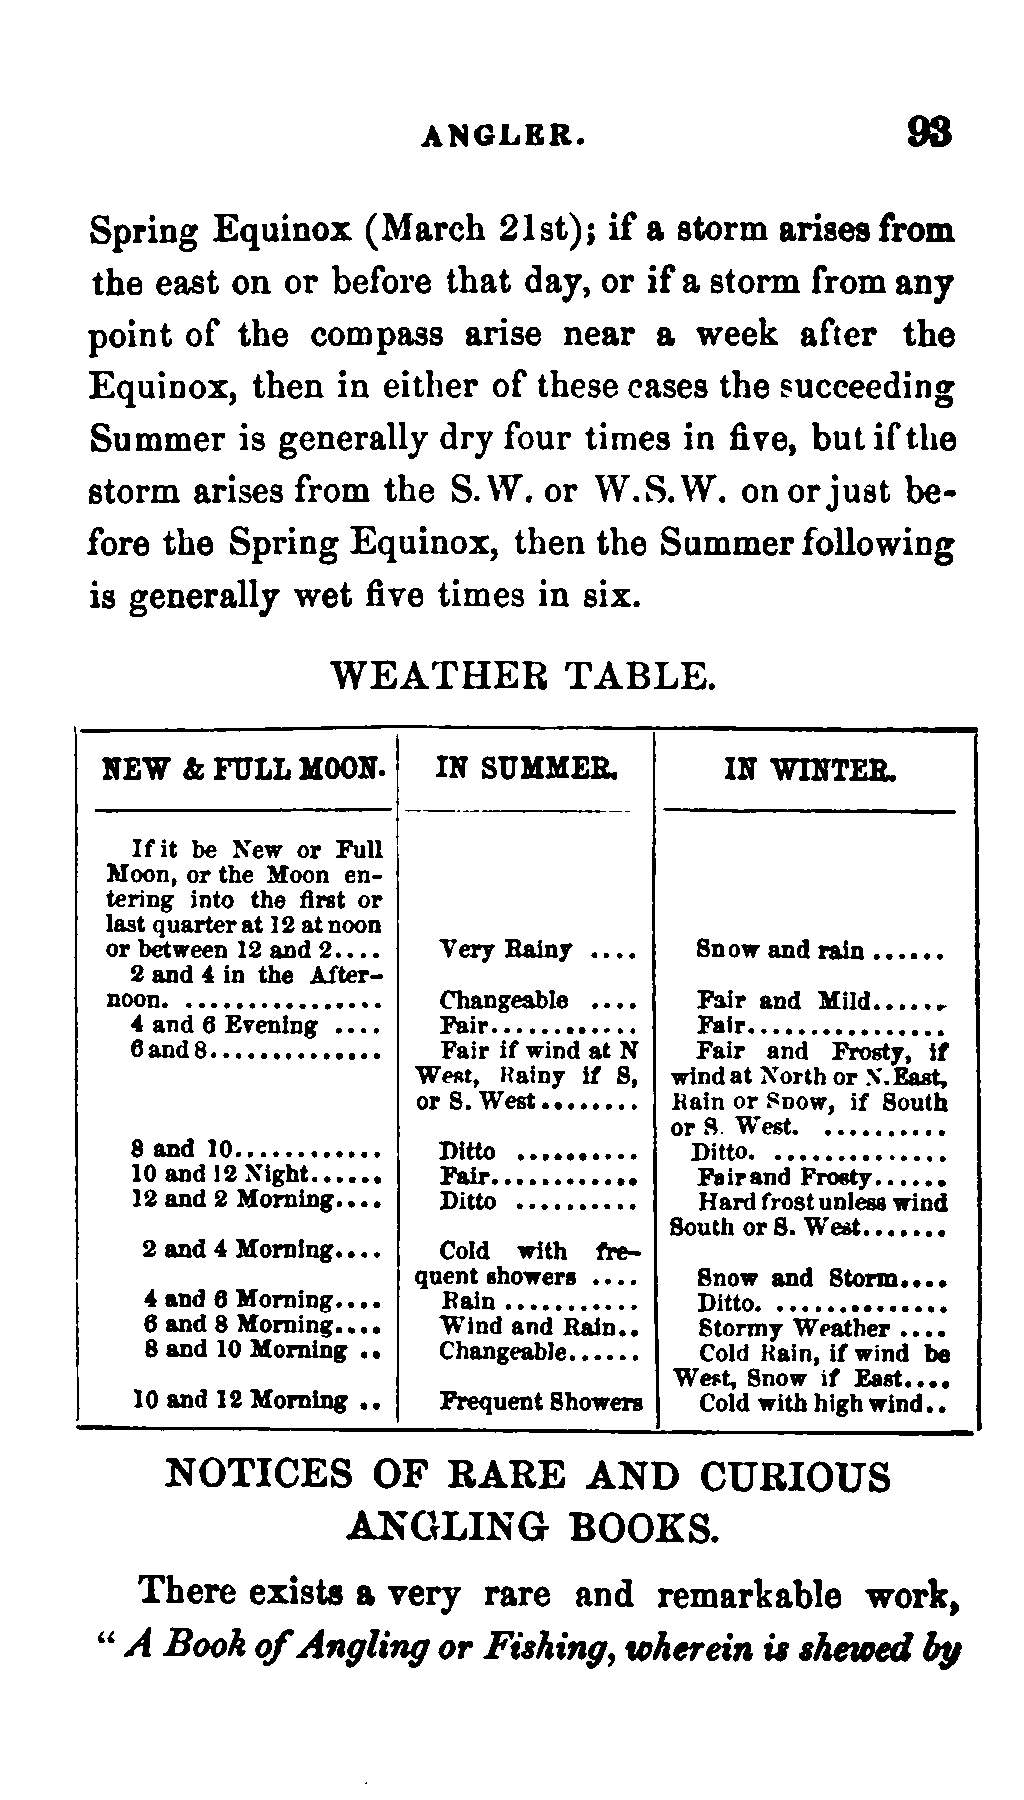 ANGLER. 93
Spring Equinox (March 21st); if a storm arises from
the east on or before that day, or if a storm from any
point of the compass arise near a week after the
Equinox, then in either of these cases the succeeding
Summer is generally dry four times in five, but if the
storm arises from the S.W. or W.S.W. on or just be-
fore the Spring Equinox, then the Summer following
is generally wet five times in six.
WEATHER TABLE.
NEW & FULL MOON. IN SUMMER. IN WINTER.
If it be New or Full
Moon, or the Moon en-
tering into the first or
last quarter at 12 at noon
or between 12 and 2.... Very Rainy .... Snow and rain ......
2 and 4 in the After-
noon. ................ Changeable .... Fair and Mild......
4 and 6 Evening .... Fair............ Fair................
6 and 8.............. Fair if wind at N Fair and Frosty, if
West, Rainy if S, wind at North or N. East,
or S. West........ Rain or Snow, if South
or S. West. ..........
8 and 10............ Ditto .......... Ditto. ..............
10 and 12 Night...... Fair............ Fair and Frosty......
12 and 2 Morning.... Ditto .......... Hard frost unless wind
South or S. West.......
2 and 4 Morning.... Cold with fre-
quent showers .... Snow and Storm....
4 and 6 Morning.... Rain ........... Ditto. ..............
6 and 8 Morning.... Wind and Rain.. Stormy Weather ....
8 and 10 Morning .. Changeable...... Cold Rain, if wind be
West, Snow if East....
10 and 12 Morning .. Frequent Showers Cold with high wind..
NOTICES OF RARE AND CURIOUS
ANGLING BOOKS.
There exists a very rare and remarkable work,
“ A Book of Angling or Fishing, wherein is shewed by